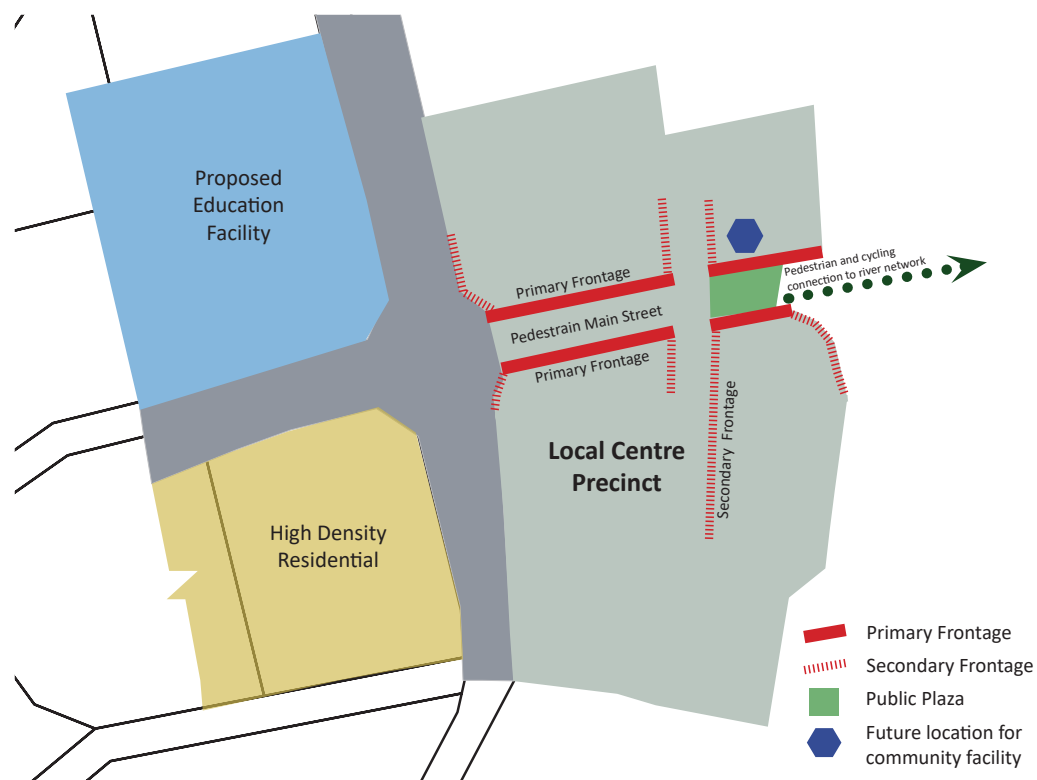 Proposed
Education
Facility
Primary Frontage
Pedestrain Main Street
Primary Frontage
Pedestrian and cycling
connection to river network
Secondary Frontage
Local Centre
Precinct
High Density
Residential
Primary Frontage
Secondary Frontage
Public Plaza
Future location for
community facility